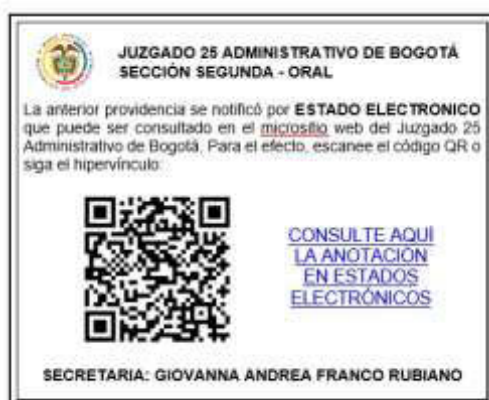 JUZGADO 25 ADMINISTRATIVO DE BOGOTÁ
SECCIÓN SEGUNDA - ORAL
La anterior providencia se notificó por ESTADO ELECTRONICO
que puede ser consultado en el micrositio web del Juzgado 25
Administrativo de Bogotá. Para el efecto, escanee el código QR o
siga el hipervínculo:
CONSULTE AQUÍ
LA ANOTACIÓN
EN ESTADOS
ELECTRÓNICOS
SECRETARIA: GIOVANNA ANDREA FRANCO RUBIANO